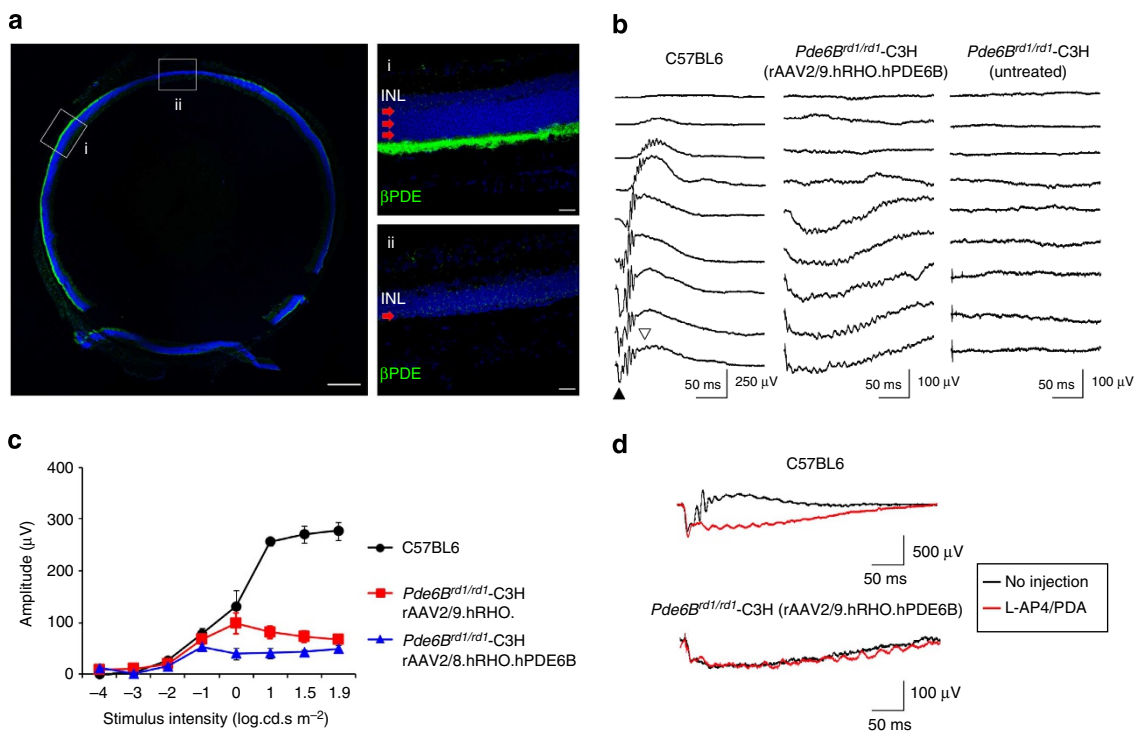 a
i
ii
i
INL
βPDE
ii
INL
βPDE
b
C57BL6
Pde6B^rd1/rd1-C3H
(rAAV2/9.hRHO.hPDE6B)
Pde6B^rd1/rd1-C3H
(untreated)
50 ms
250 μV
50 ms
100 μV
50 ms
100 μV
c
Amplitude (μV)
400
300
200
100
0
–4
–3
–2
–1
0
1
1.5
1.9
Stimulus intensity (log.cd.s m⁻²)
C57BL6
Pde6B^rd1/rd1-C3H
rAAV2/9.hRHO.
Pde6B^rd1/rd1-C3H
rAAV2/8.hRHO.hPDE6B
d
C57BL6
500 μV
50 ms
Pde6B^rd1/rd1-C3H (rAAV2/9.hRHO.hPDE6B)
100 μV
50 ms
No injection
L-AP4/PDA